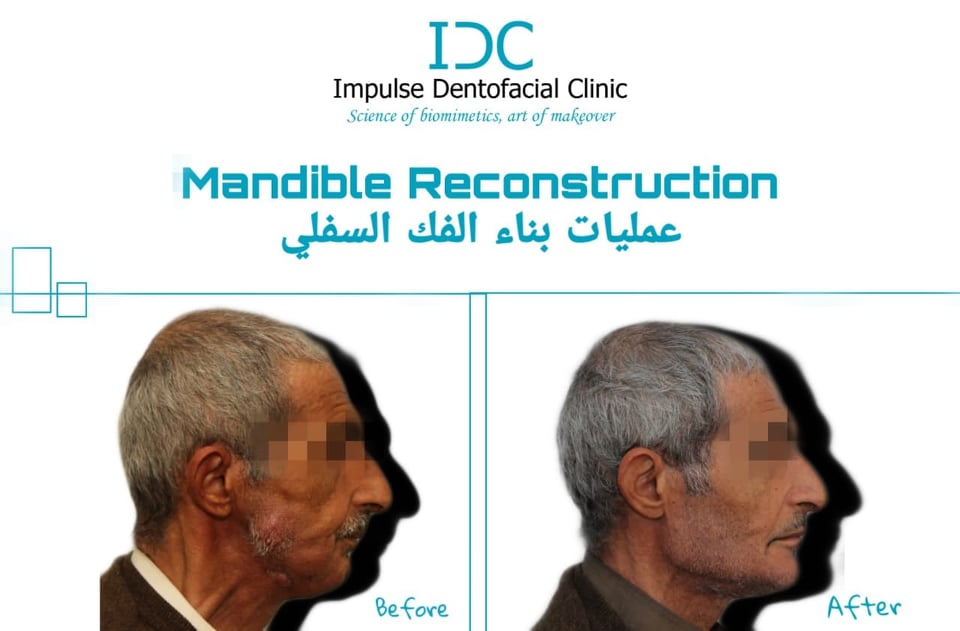 IDC
Impulse Dentofacial Clinic
Science of biomimetics, art of makeover
Mandible Reconstruction
عمليات بناء الفك السفلي
Before
After